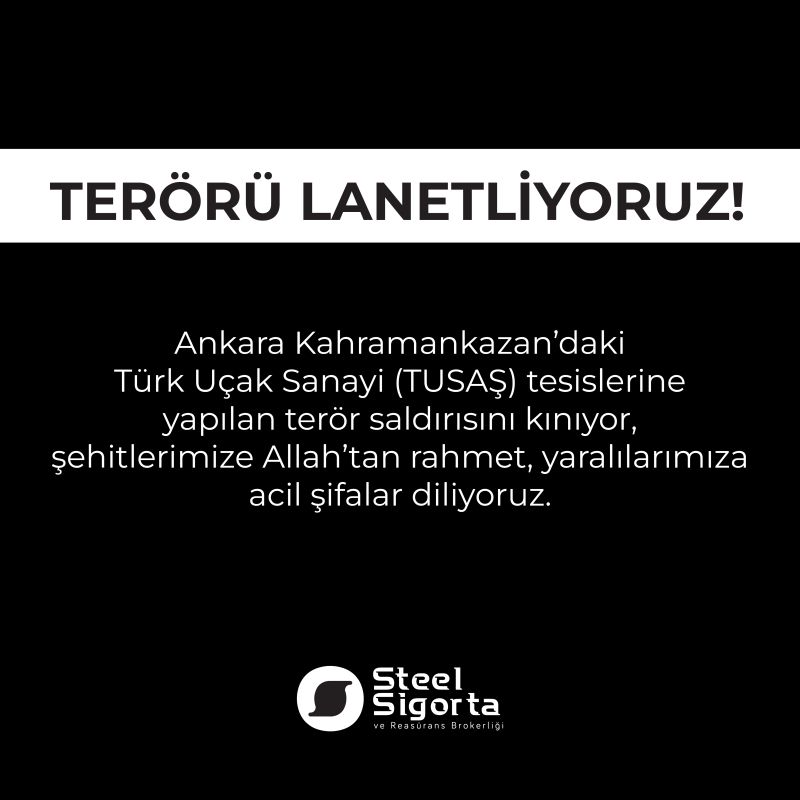 TERÖRÜ LANETLİYORUZ!
Ankara Kahramankazan'daki
Türk Uçak Sanayi (TUSAŞ) tesislerine
yapılan terör saldırısını kınıyor,
şehitlerimize Allah'tan rahmet, yaralılarımıza
acil şifalar diliyoruz.
Steel
Sigorta
ve Reasürans Brokerliği